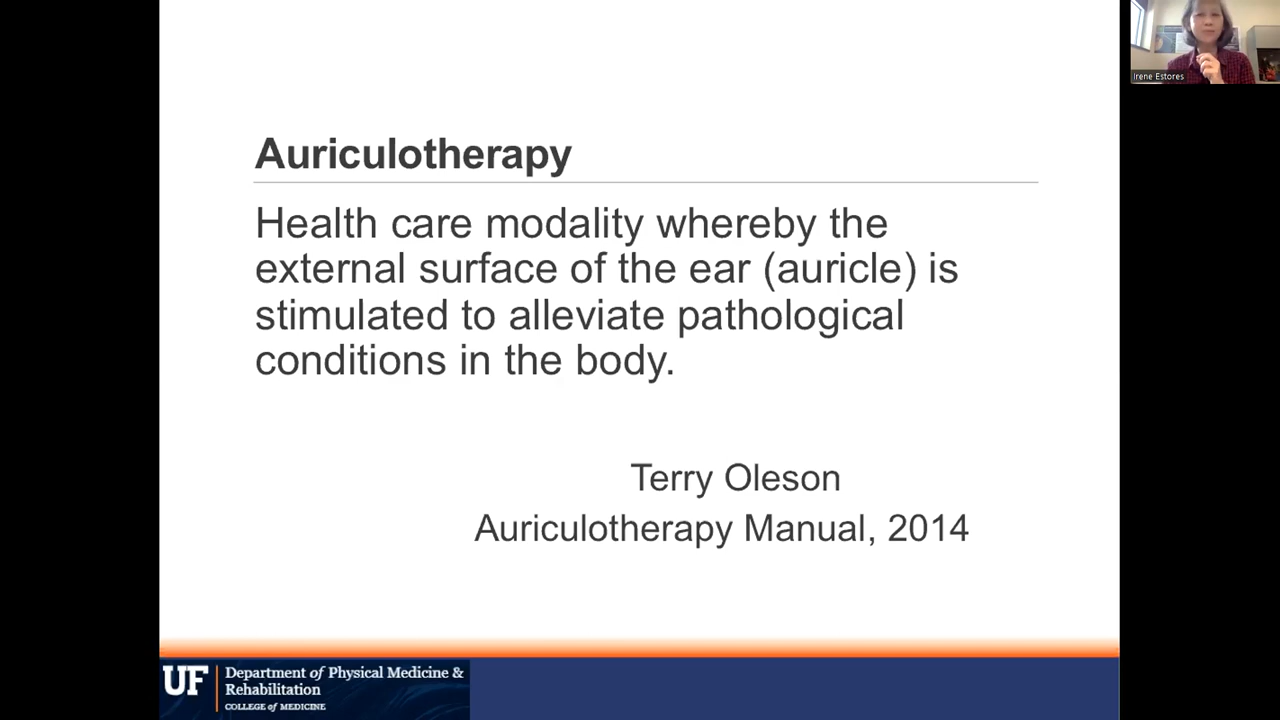 Irene Estores
Auriculotherapy
Health care modality whereby the
external surface of the ear (auricle) is
stimulated to alleviate pathological
conditions in the body.
Terry Oleson
Auriculotherapy Manual, 2014
UF
Department of Physical Medicine &
Rehabilitation
COLLEGE of MEDICINE